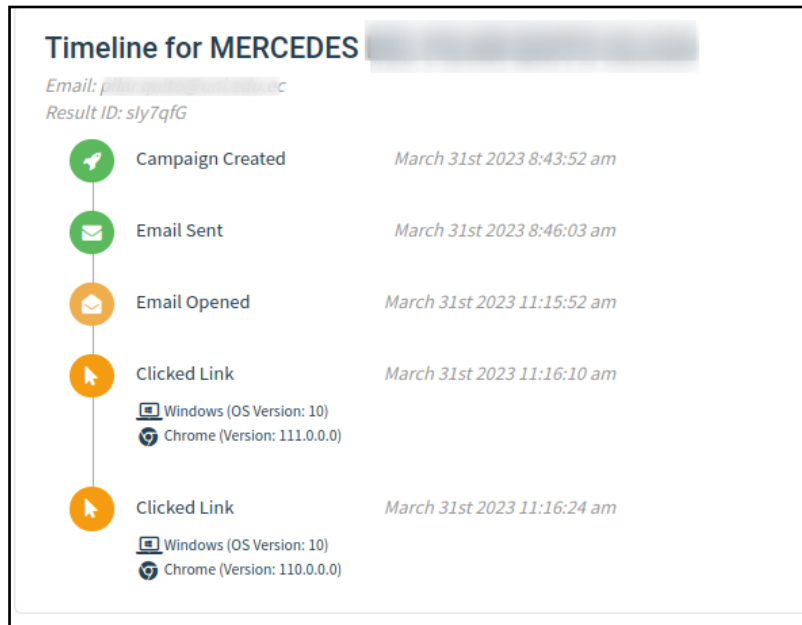 Timeline for MERCEDES
Email:
Result ID: sIy7qfG
Campaign Created March 31st 2023 8:43:52 am
Email Sent March 31st 2023 8:46:03 am
Email Opened March 31st 2023 11:15:52 am
Clicked Link March 31st 2023 11:16:10 am
Windows (OS Version: 10)
Chrome (Version: 111.0.0.0)
Clicked Link March 31st 2023 11:16:24 am
Windows (OS Version: 10)
Chrome (Version: 110.0.0.0)